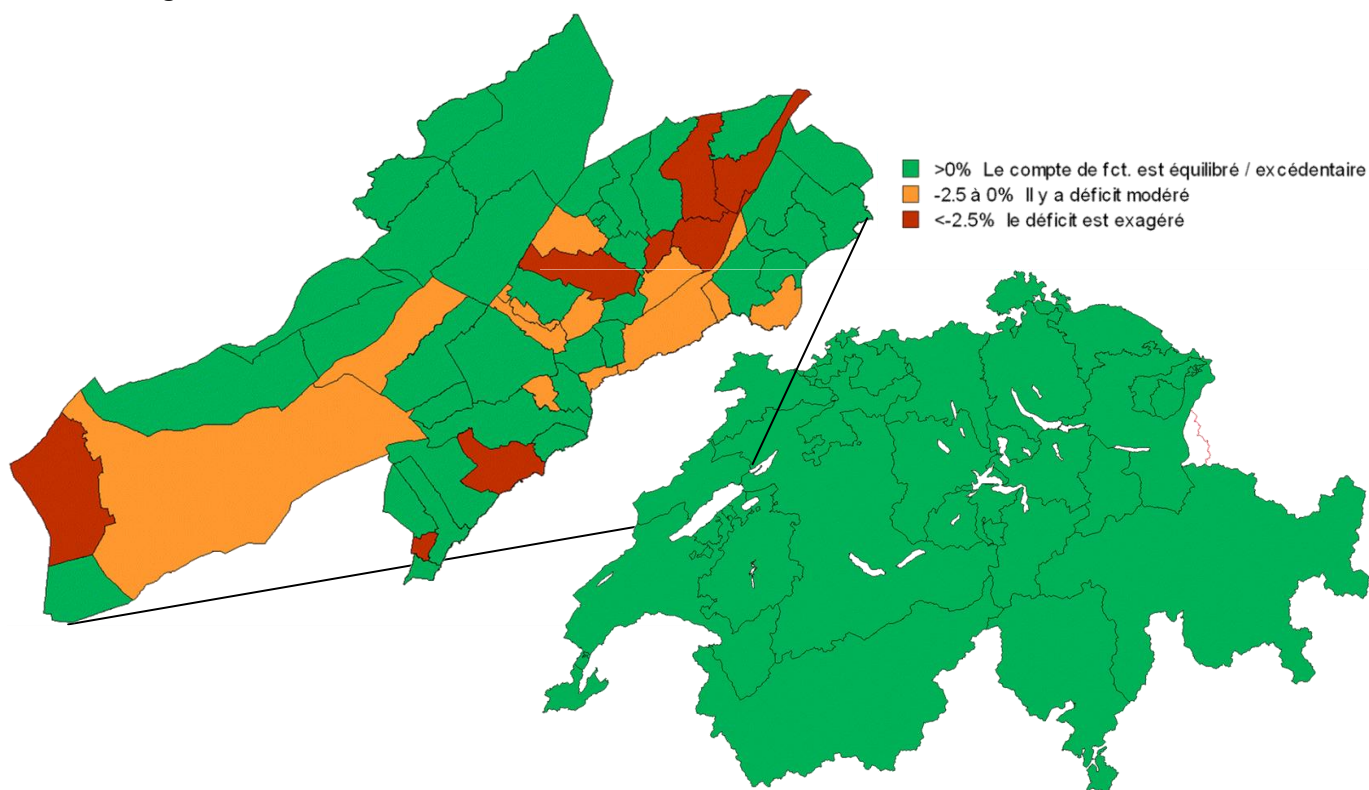 >0% Le compte de fct. est équilibré / excédentaire
-2.5 à 0% Il y a déficit modéré
<-2.5% le déficit est exagéré